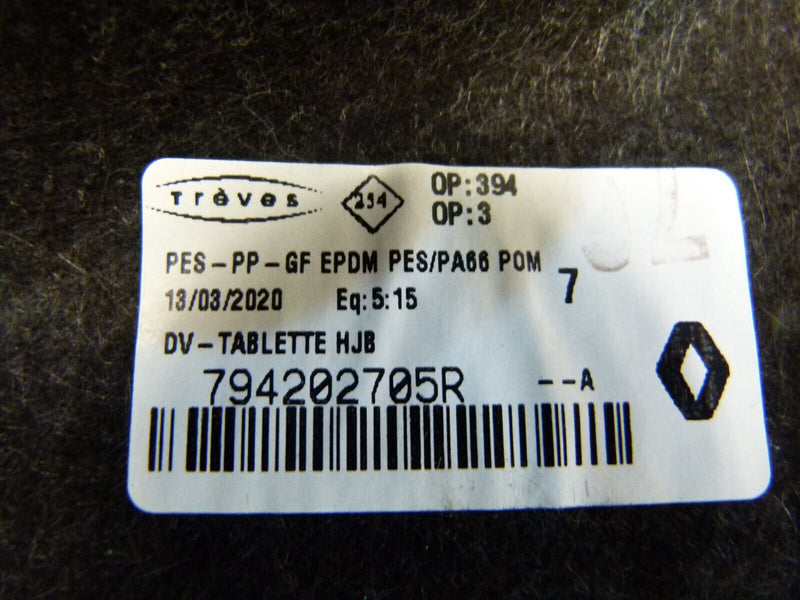 Trèves 234 OP:394
OP:3
PES-PP-GF EPDM PES/PA66 POM
7
13/03/2020 Eq:5:15
DV-TABLETTE HJB
794202705R --A